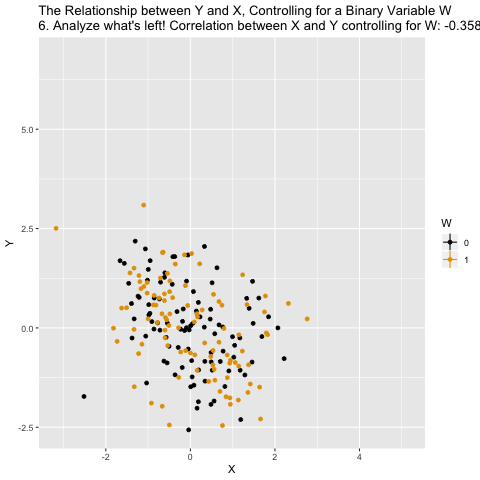 The Relationship between Y and X, Controlling for a Binary Variable W
6. Analyze what's left! Correlation between X and Y controlling for W: -0.358
5.0
2.5
0.0
-2.5
Y
-2
0
2
4
X
W
0
1